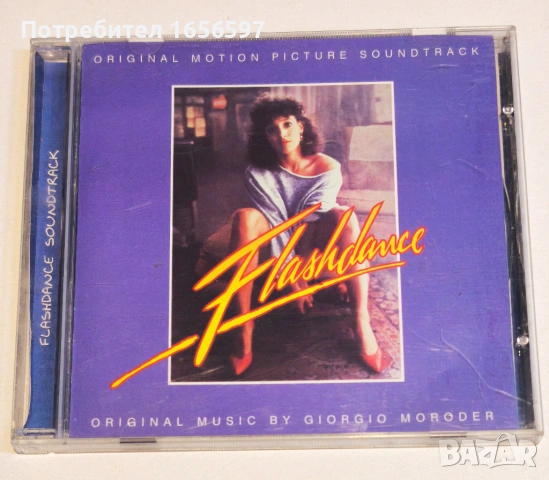 Потребител 1656597
ORIGINAL MOTION PICTURE SOUNDTRACK
FLASHDANCE SOUNDTRACK
Flashdance
ORIGINAL MUSIC BY GIORGIO MORODER
BAZAR